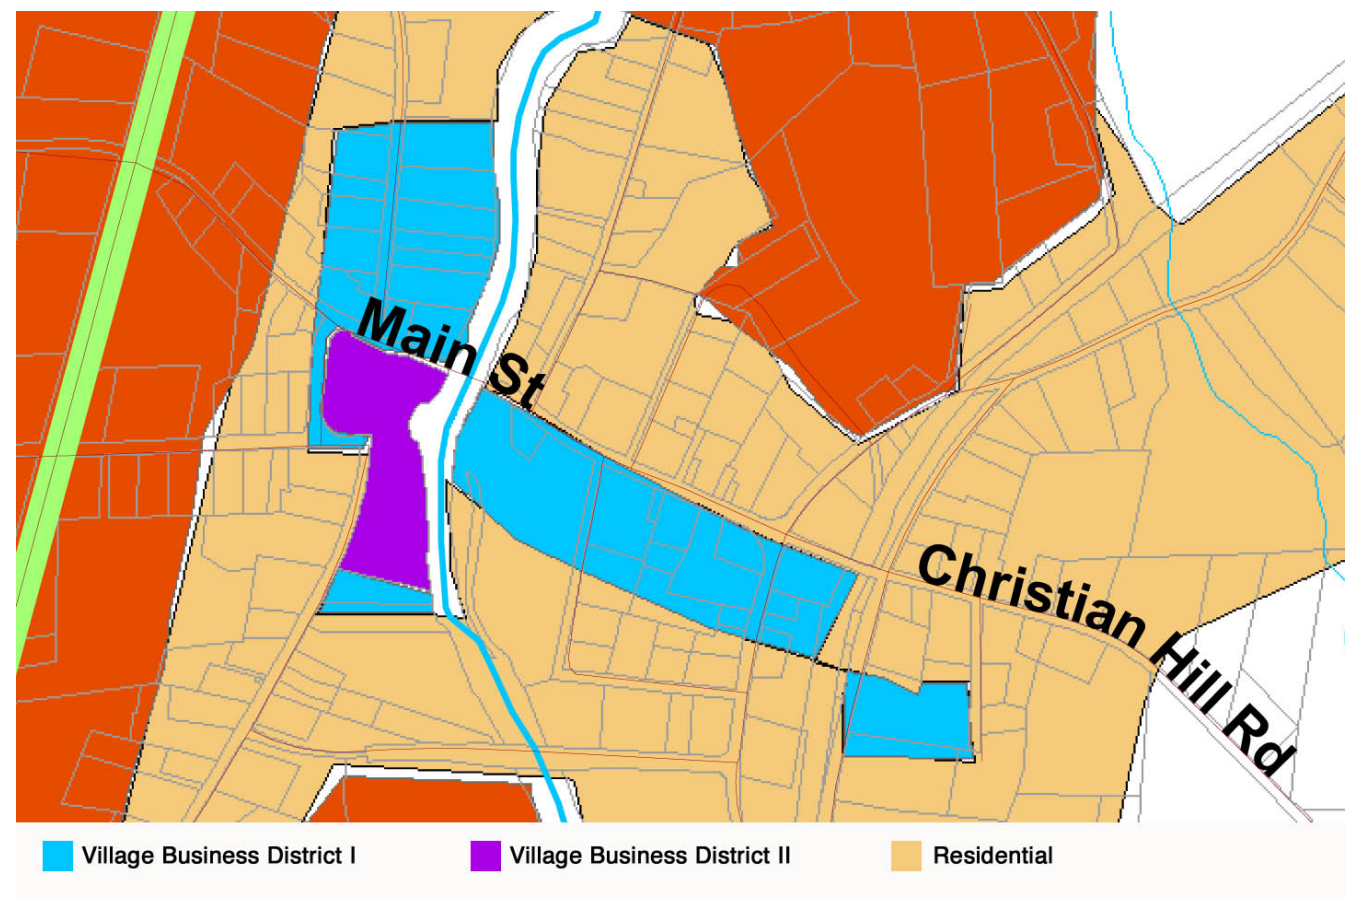 Main St
Christian Hill Rd
Village Business District I
Village Business District II
Residential